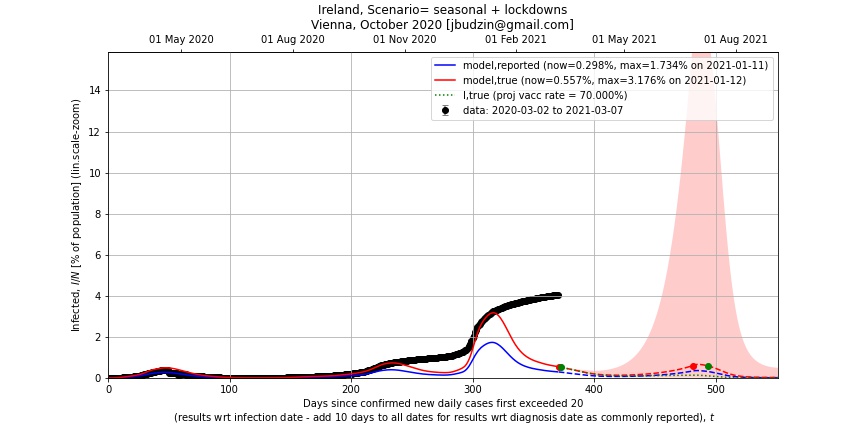 Ireland, Scenario= seasonal + lockdowns
Vienna, October 2020 [jbudzin@gmail.com]
01 May 2020 01 Aug 2020 01 Nov 2020 01 Feb 2021 01 May 2021 01 Aug 2021
model,reported (now=0.298%, max=1.734% on 2021-01-11)
model,true (now=0.557%, max=3.176% on 2021-01-12)
I,true (proj vacc rate = 70.000%)
data: 2020-03-02 to 2021-03-07
Infected, I/N [% of population] (lin.scale-zoom)
14
12
10
8
6
4
2
0
0 100 200 300 400 500
Days since confirmed new daily cases first exceeded 20
(results wrt infection date - add 10 days to all dates for results wrt diagnosis date as commonly reported), t